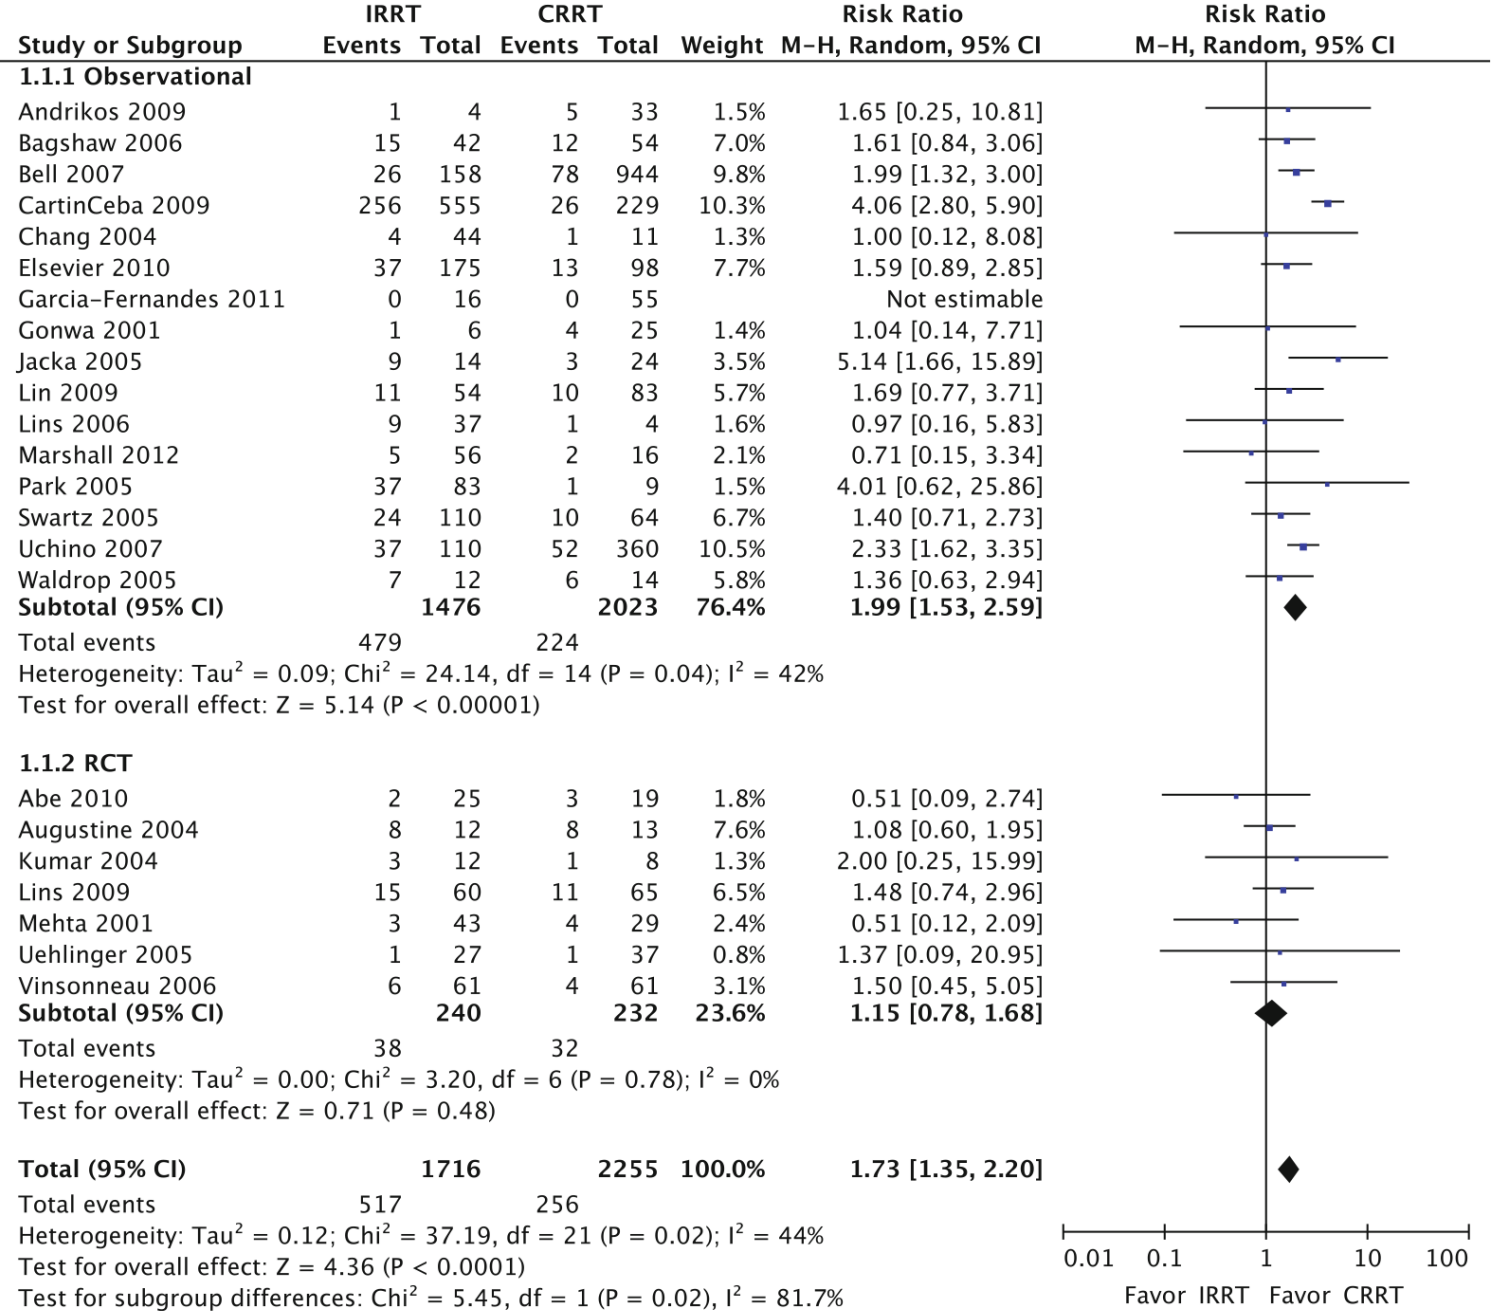 IRRT CRRT Risk Ratio Risk Ratio
Study or Subgroup Events Total Events Total Weight M-H, Random, 95% CI M-H, Random, 95% CI
1.1.1 Observational
Andrikos 2009 1 4 5 33 1.5% 1.65 [0.25, 10.81]
Bagshaw 2006 15 42 12 54 7.0% 1.61 [0.84, 3.06]
Bell 2007 26 158 78 944 9.8% 1.99 [1.32, 3.00]
CartinCeba 2009 256 555 26 229 10.3% 4.06 [2.80, 5.90]
Chang 2004 4 44 1 11 1.3% 1.00 [0.12, 8.08]
Elsevier 2010 37 175 13 98 7.7% 1.59 [0.89, 2.85]
Garcia-Fernandes 2011 0 16 0 55 Not estimable
Gonwa 2001 1 6 4 25 1.4% 1.04 [0.14, 7.71]
Jacka 2005 9 14 3 24 3.5% 5.14 [1.66, 15.89]
Lin 2009 11 54 10 83 5.7% 1.69 [0.77, 3.71]
Lins 2006 9 37 1 4 1.6% 0.97 [0.16, 5.83]
Marshall 2012 5 56 2 16 2.1% 0.71 [0.15, 3.34]
Park 2005 37 83 1 9 1.5% 4.01 [0.62, 25.86]
Swartz 2005 24 110 10 64 6.7% 1.40 [0.71, 2.73]
Uchino 2007 37 110 52 360 10.5% 2.33 [1.62, 3.35]
Waldrop 2005 7 12 6 14 5.8% 1.36 [0.63, 2.94]
Subtotal (95% CI) 1476 2023 76.4% 1.99 [1.53, 2.59]
Total events 479 224
Heterogeneity: Tau² = 0.09; Chi² = 24.14, df = 14 (P = 0.04); I² = 42%
Test for overall effect: Z = 5.14 (P < 0.00001)
1.1.2 RCT
Abe 2010 2 25 3 19 1.8% 0.51 [0.09, 2.74]
Augustine 2004 8 12 8 13 7.6% 1.08 [0.60, 1.95]
Kumar 2004 3 12 1 8 1.3% 2.00 [0.25, 15.99]
Lins 2009 15 60 11 65 6.5% 1.48 [0.74, 2.96]
Mehta 2001 3 43 4 29 2.4% 0.51 [0.12, 2.09]
Uehlinger 2005 1 27 1 37 0.8% 1.37 [0.09, 20.95]
Vinsonneau 2006 6 61 4 61 3.1% 1.50 [0.45, 5.05]
Subtotal (95% CI) 240 232 23.6% 1.15 [0.78, 1.68]
Total events 38 32
Heterogeneity: Tau² = 0.00; Chi² = 3.20, df = 6 (P = 0.78); I² = 0%
Test for overall effect: Z = 0.71 (P = 0.48)
Total (95% CI) 1716 2255 100.0% 1.73 [1.35, 2.20]
Total events 517 256
Heterogeneity: Tau² = 0.12; Chi² = 37.19, df = 21 (P = 0.02); I² = 44%
Test for overall effect: Z = 4.36 (P < 0.0001)
Test for subgroup differences: Chi² = 5.45, df = 1 (P = 0.02), I² = 81.7%
0.01 0.1 1 10 100
Favor IRRT Favor CRRT